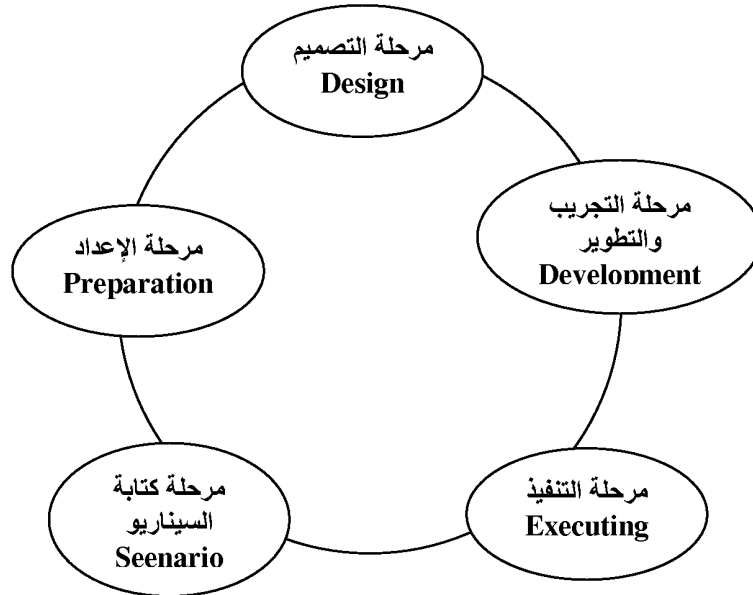 مرحلة التصميم
Design
مرحلة التجريب
والتطوير
Development
مرحلة الإعداد
Preparation
مرحلة كتابة
السيناريو
Seenario
مرحلة التنفيذ
Executing